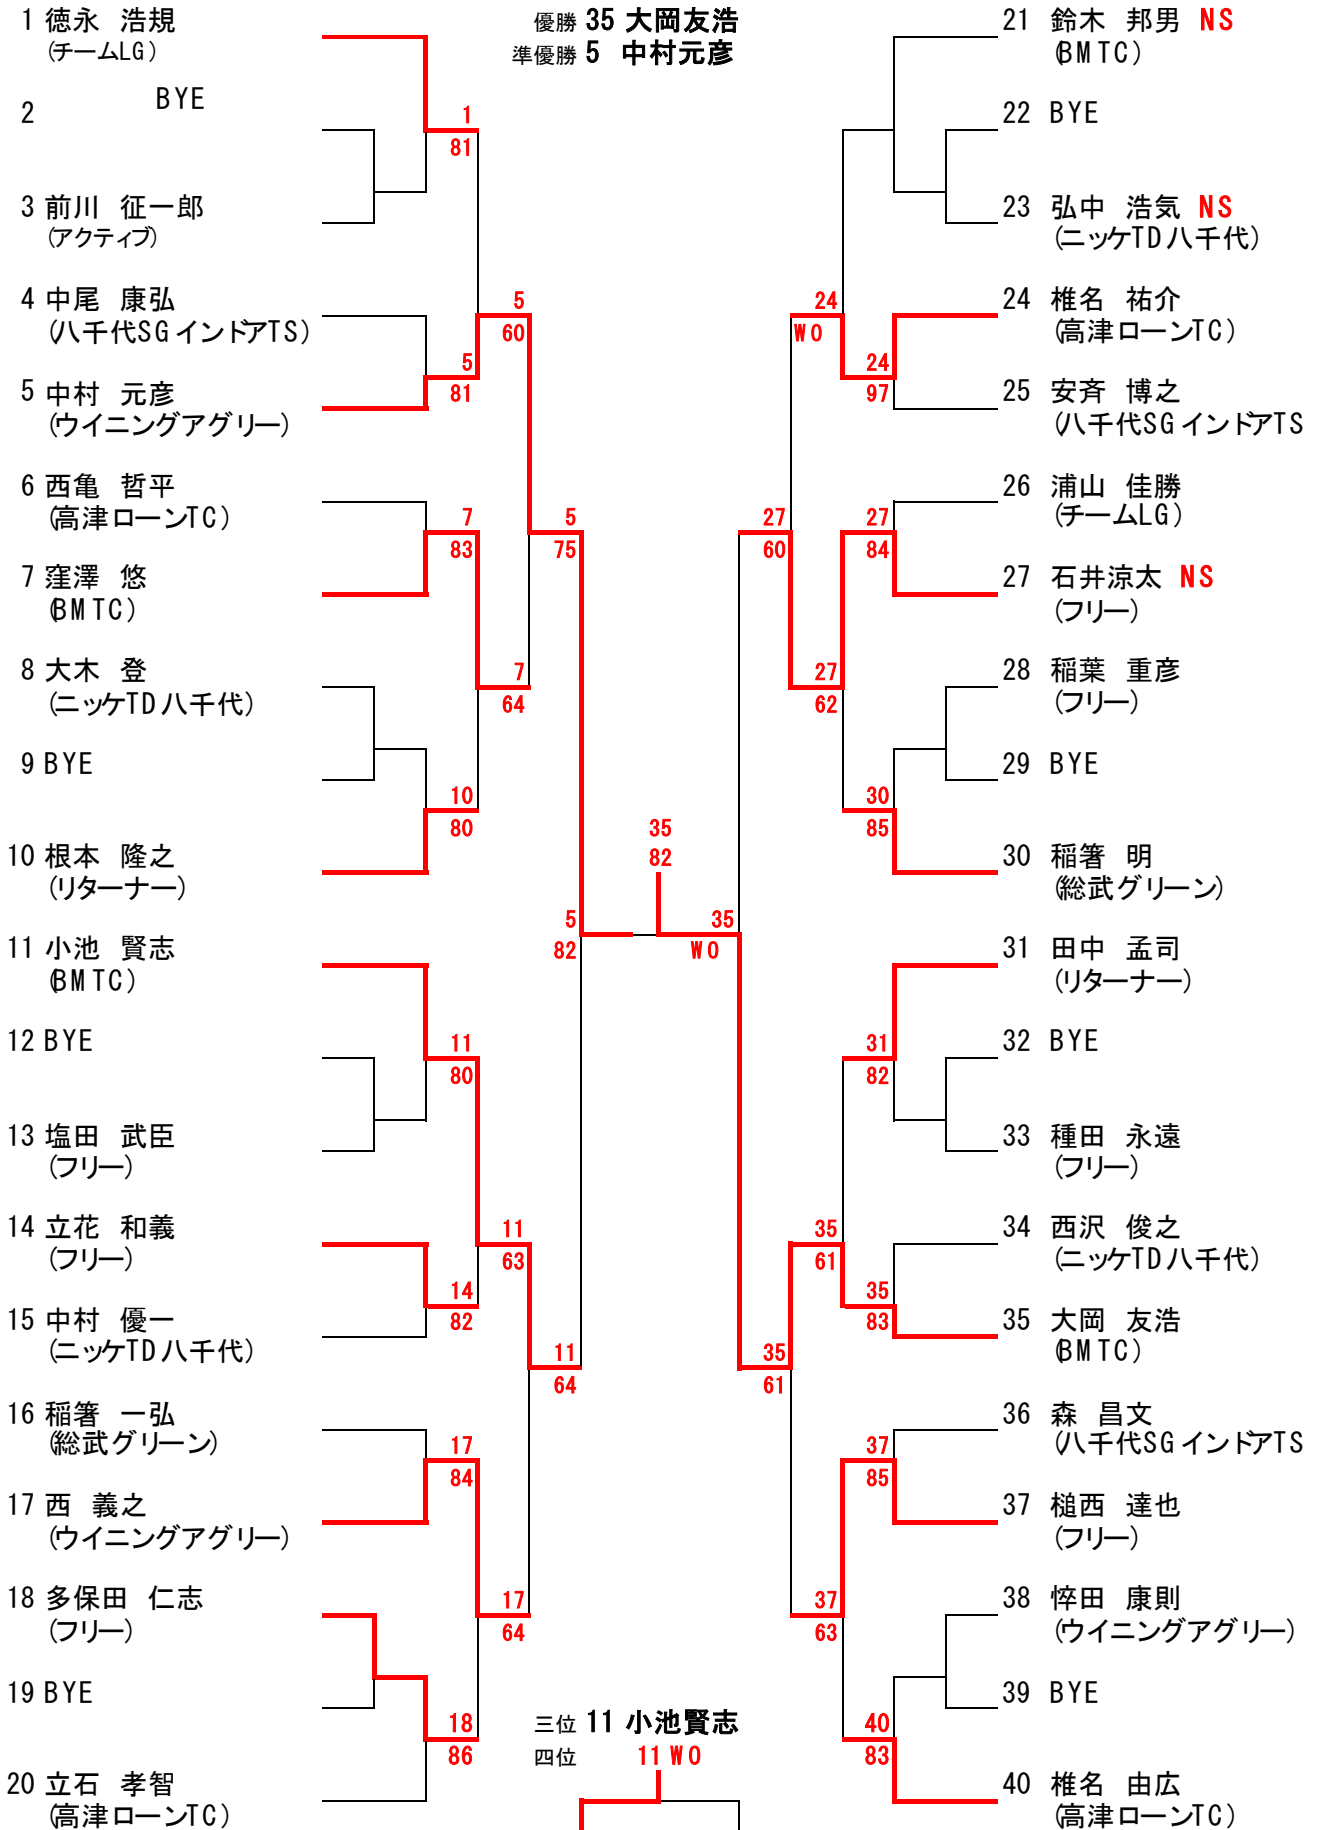 優勝 35 大岡友浩
準優勝 5 中村元彦
1 徳永 浩規
(チームLG)
2 BYE
3 前川 征一郎
(アクティブ)
4 中尾 康弘
(八千代SGインドアTS)
5 中村 元彦
(ウイニングアグリー)
6 西亀 哲平
(高津ローンTC)
7 窪澤 悠
(BMTC)
8 大木 登
(ニッケTD八千代)
9 BYE
10 根本 隆之
(リターナー)
11 小池 賢志
(BMTC)
12 BYE
13 塩田 武臣
(フリー)
14 立花 和義
(フリー)
15 中村 優一
(ニッケTD八千代)
16 稲箸 一弘
(総武グリーン)
17 西 義之
(ウイニングアグリー)
18 多保田 仁志
(フリー)
19 BYE
20 立石 孝智
(高津ローンTC)
1
81
5
81
7
83
10
80
11
80
14
82
17
84
18
86
5
60
7
64
11
63
17
64
5
75
11
64
5
82
35
82
35
WO
27
60
35
61
24
WO
27
62
35
61
37
63
24
97
27
84
30
85
31
82
35
83
37
85
40
83
21 鈴木 邦男 NS
(BMTC)
22 BYE
23 弘中 浩気 NS
(ニッケTD八千代)
24 椎名 祐介
(高津ローンTC)
25 安斉 博之
(八千代SGインドアTS
26 浦山 佳勝
(チームLG)
27 石井涼太 NS
(フリー)
28 稲葉 重彦
(フリー)
29 BYE
30 稲箸 明
(総武グリーン)
31 田中 孟司
(リターナー)
32 BYE
33 種田 永遠
(フリー)
34 西沢 俊之
(ニッケTD八千代)
35 大岡 友浩
(BMTC)
36 森 昌文
(八千代SGインドアTS
37 槌西 達也
(フリー)
38 悴田 康則
(ウイニングアグリー)
39 BYE
40 椎名 由広
(高津ローンTC)
三位 11 小池賢志
四位 11 WO